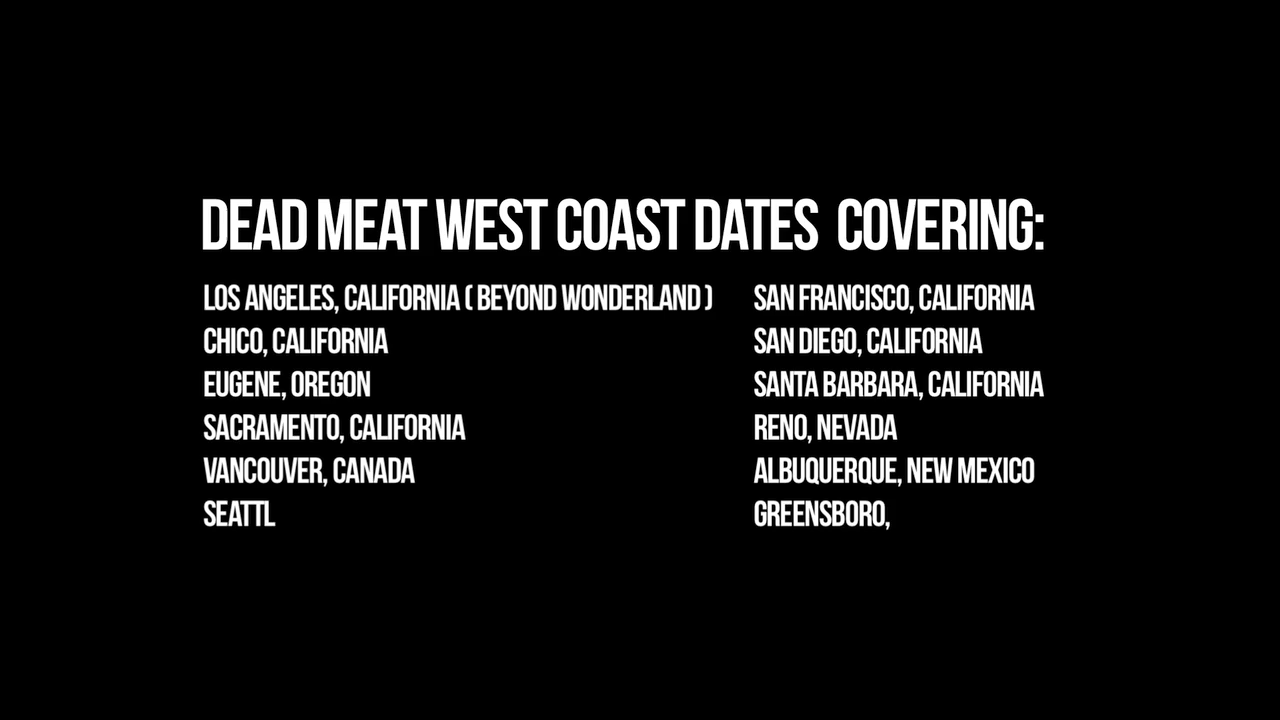 DEAD MEAT WEST COAST DATES COVERING:
LOS ANGELES, CALIFORNIA ( BEYOND WONDERLAND )
CHICO, CALIFORNIA
EUGENE, OREGON
SACRAMENTO, CALIFORNIA
VANCOUVER, CANADA
SEATTL
SAN FRANCISCO, CALIFORNIA
SAN DIEGO, CALIFORNIA
SANTA BARBARA, CALIFORNIA
RENO, NEVADA
ALBUQUERQUE, NEW MEXICO
GREENSBORO,